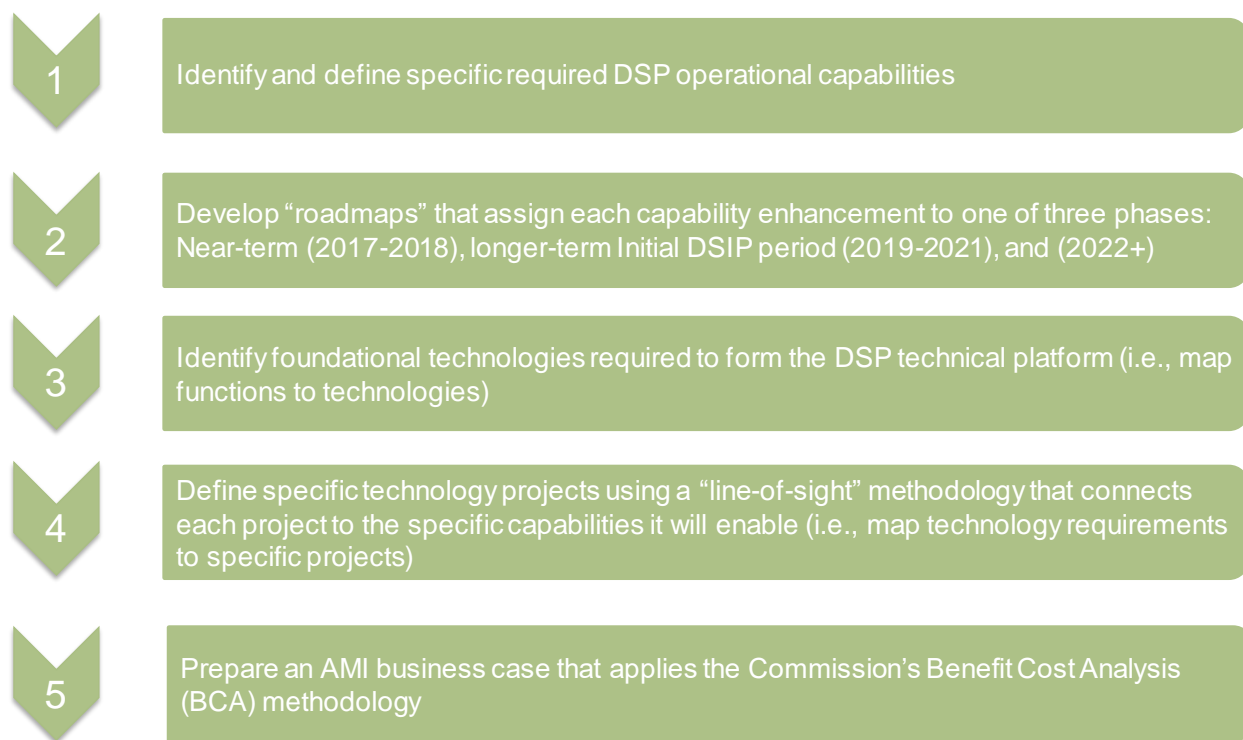 1
Identify and define specific required DSP operational capabilities
2
Develop “roadmaps” that assign each capability enhancement to one of three phases:
Near-term (2017-2018), longer-term Initial DSIP period (2019-2021), and (2022+)
3
Identify foundational technologies required to form the DSP technical platform (i.e., map
functions to technologies)
4
Define specific technology projects using a “line-of-sight” methodology that connects
each project to the specific capabilities it will enable (i.e., map technology requirements
to specific projects)
5
Prepare an AMI business case that applies the Commission’s Benefit Cost Analysis
(BCA) methodology